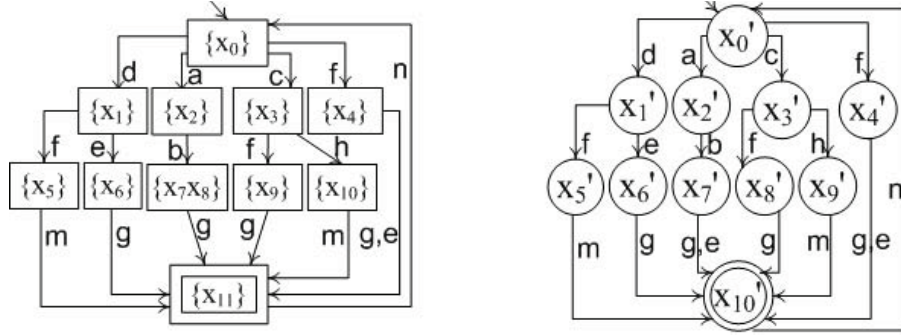 {x₀} x₀'
d a c f n d a c f
{x₁} {x₂} {x₃} {x₄} x₁' x₂' x₃' x₄'
f e b f h f e b f h
{x₅} {x₆} {x₇x₈} {x₉} {x₁₀} x₅' x₆' x₇' x₈' x₉' n
m g g g m g,e m g g,e g m g,e
{x₁₁} x₁₀'